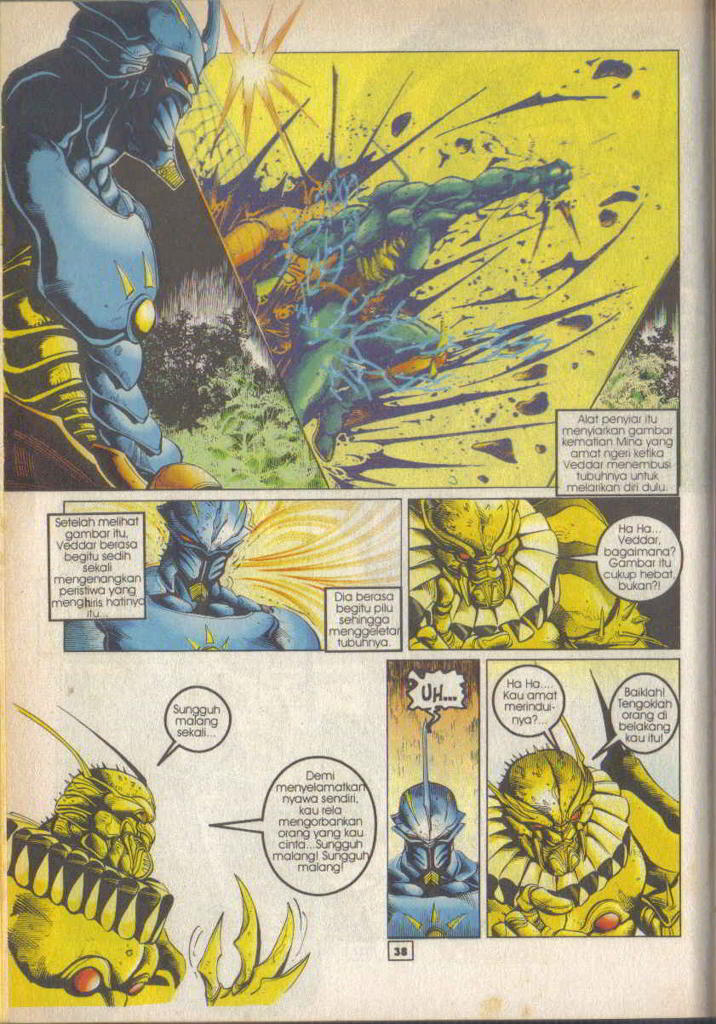 Alat penyiar itu
menyiarkan gambar
kematian Mina yang
amat ngeri ketika
Veddar menembusi
tubuhnya untuk
melarikan diri dulu.
Setelah melihat
gambar itu,
Veddar berasa
begitu sedih
sekali
mengenangkan
peristiwa yang
menghiris hatinya
itu...
Dia berasa
begitu pilu
sehingga
menggeletar
tubuhnya.
Ha Ha...
Veddar,
bagaimana?
Gambar itu
cukup hebat,
bukan?!
Sungguh
malang
sekali...
Demi
menyelamatkan
nyawa sendiri,
kau rela
mengorbankan
orang yang kau
cinta...Sungguh
malang! Sungguh
malang!
UH...
Ha Ha....
Kau amat
merindui-
nya?...
Baiklah!
Tengoklah
orang di
belakang
kau itu!
38